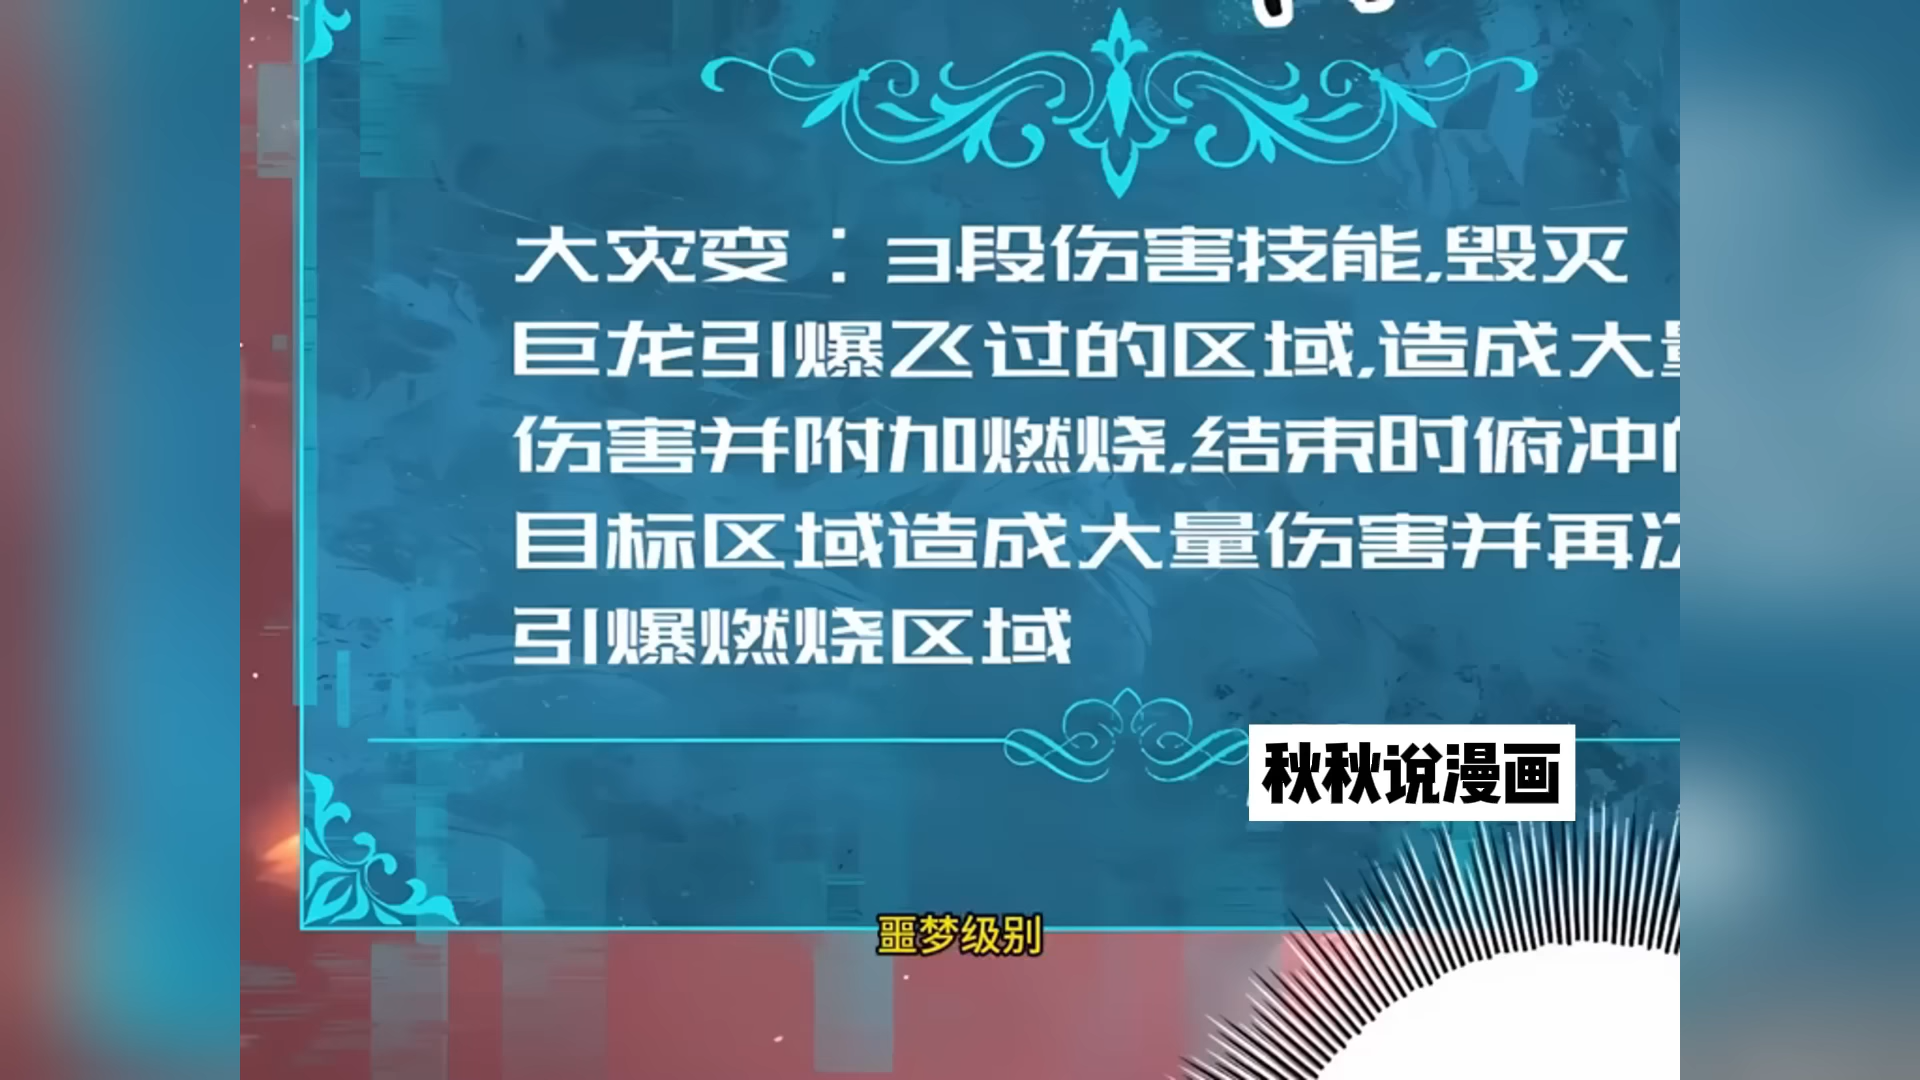 大灾变：3段伤害技能,毁灭
巨龙引爆飞过的区域,造成大量
伤害并附加燃烧,结束时俯冲
目标区域造成大量伤害并再次
引爆燃烧区域
秋秋说漫画
噩梦级别